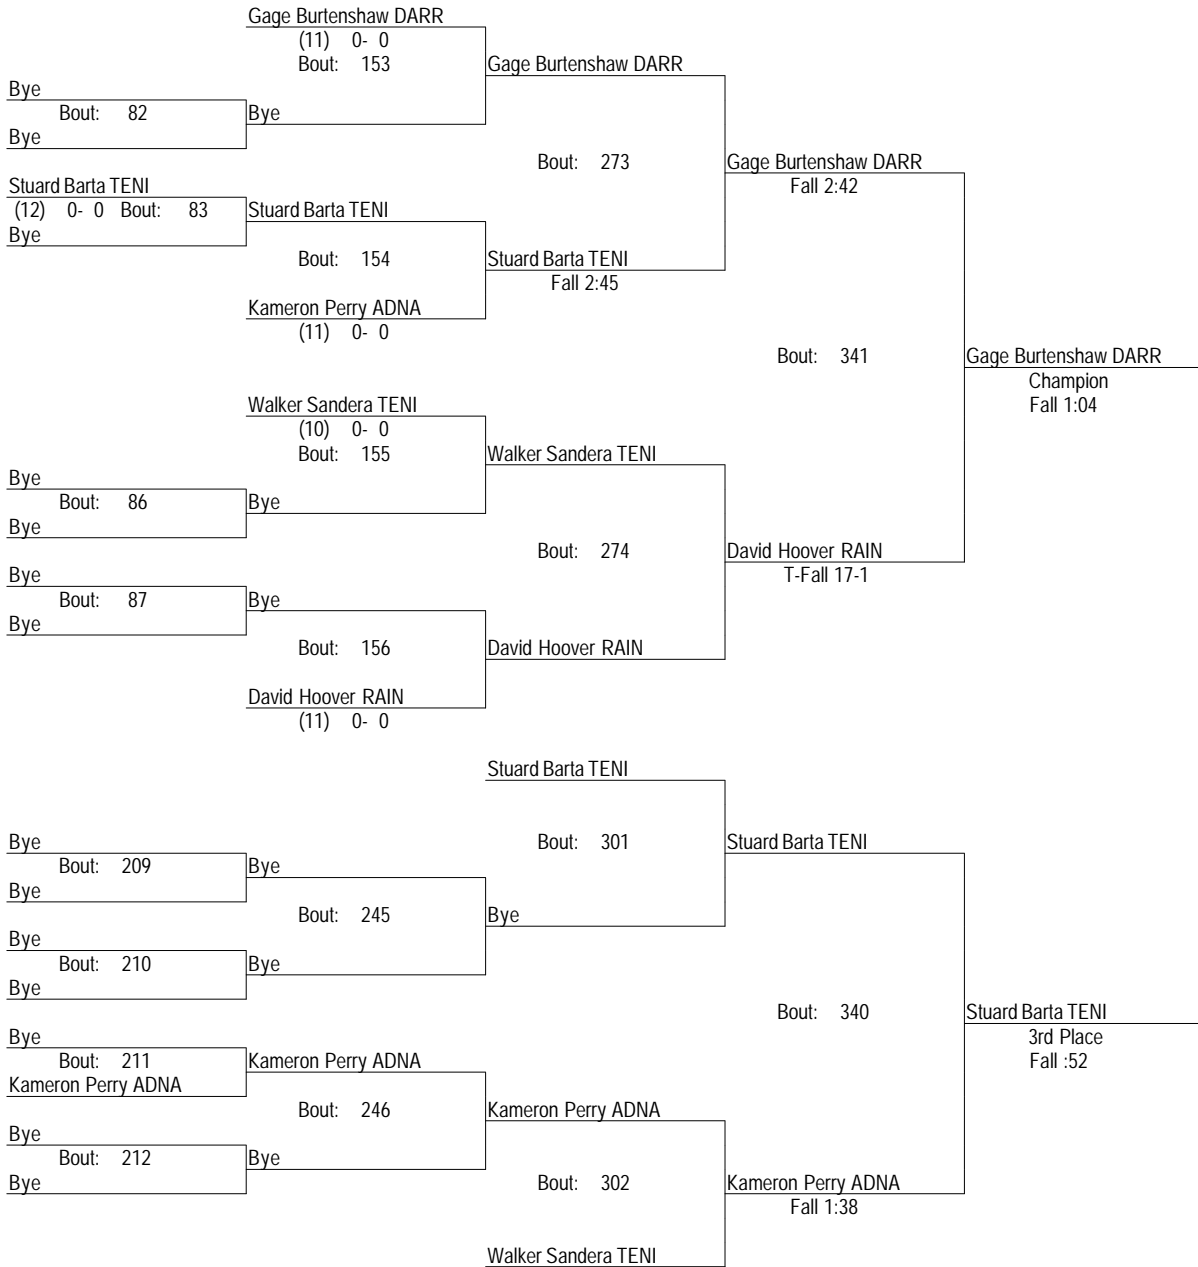 Gage Burtenshaw DARR
(11) 0- 0
Bout: 153
Gage Burtenshaw DARR
Bye
Bout: 82
Bye
Bye
Bout: 273
Gage Burtenshaw DARR
Fall 2:42
Stuard Barta TENI
(12) 0- 0 Bout: 83
Stuard Barta TENI
Bye
Bout: 154
Stuard Barta TENI
Fall 2:45
Kameron Perry ADNA
(11) 0- 0
Bout: 341
Gage Burtenshaw DARR
Champion
Fall 1:04
Walker Sandera TENI
(10) 0- 0
Bout: 155
Walker Sandera TENI
Bye
Bout: 86
Bye
Bye
Bout: 274
David Hoover RAIN
T-Fall 17-1
Bye
Bout: 87
Bye
Bye
Bout: 156
David Hoover RAIN
David Hoover RAIN
(11) 0- 0
Stuard Barta TENI
Bout: 301
Stuard Barta TENI
Bye
Bout: 209
Bye
Bye
Bout: 245
Bye
Bye
Bout: 210
Bye
Bye
Bout: 340
Stuard Barta TENI
3rd Place
Fall :52
Bye
Bout: 211
Kameron Perry ADNA
Kameron Perry ADNA
Bout: 246
Kameron Perry ADNA
Bye
Bout: 212
Bye
Bye
Bout: 302
Kameron Perry ADNA
Fall 1:38
Walker Sandera TENI